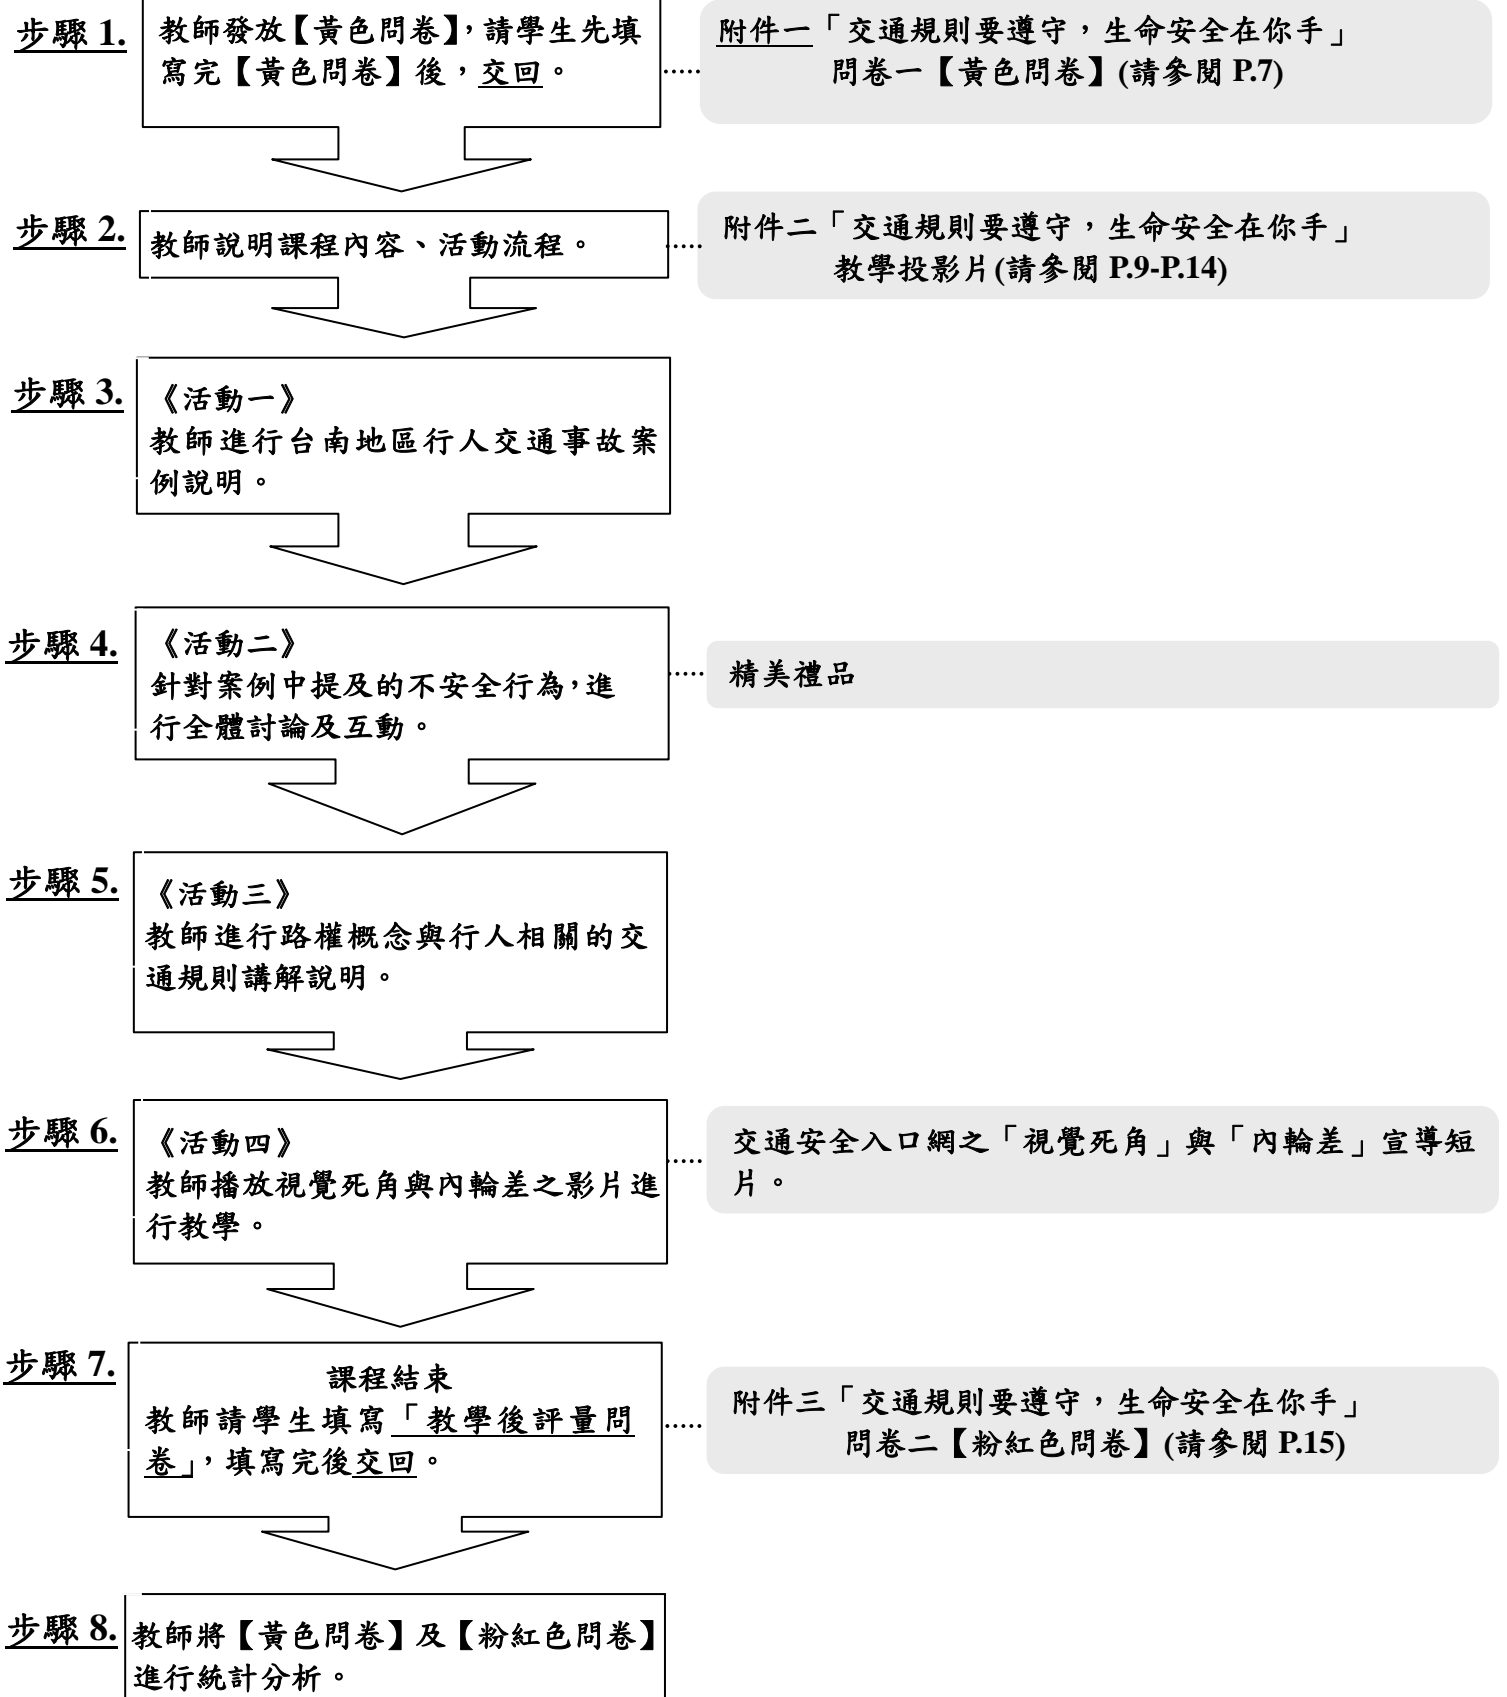 步驟 1.
教師發放【黃色問卷】，請學生先填
寫完【黃色問卷】後，交回。
附件一「交通規則要遵守，生命安全在你手」
問卷一【黃色問卷】(請參閱 P.7)
步驟 2.
教師說明課程內容、活動流程。
附件二「交通規則要遵守，生命安全在你手」
教學投影片(請參閱 P.9-P.14)
步驟 3.
《活動一》
教師進行台南地區行人交通事故案
例說明。
步驟 4.
《活動二》
針對案例中提及的不安全行為，進
行全體討論及互動。
精美禮品
步驟 5.
《活動三》
教師進行路權概念與行人相關的交
通規則講解說明。
步驟 6.
《活動四》
教師播放視覺死角與內輪差之影片進
行教學。
交通安全入口網之「視覺死角」與「內輪差」宣導短
片。
步驟 7.
課程結束
教師請學生填寫「教學後評量問
卷」，填寫完後交回。
附件三「交通規則要遵守，生命安全在你手」
問卷二【粉紅色問卷】(請參閱 P.15)
步驟 8.
教師將【黃色問卷】及【粉紅色問卷】
進行統計分析。